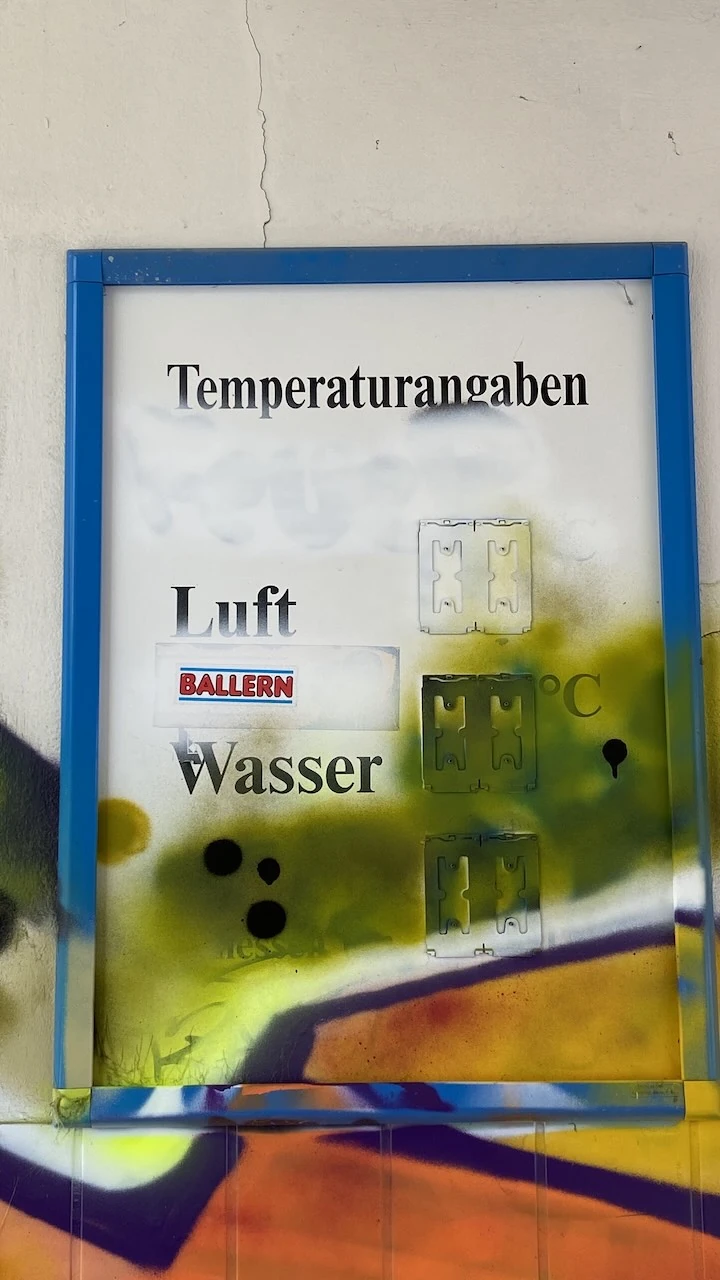 Temperaturangaben
Luft
BALLERN
°C
Wasser